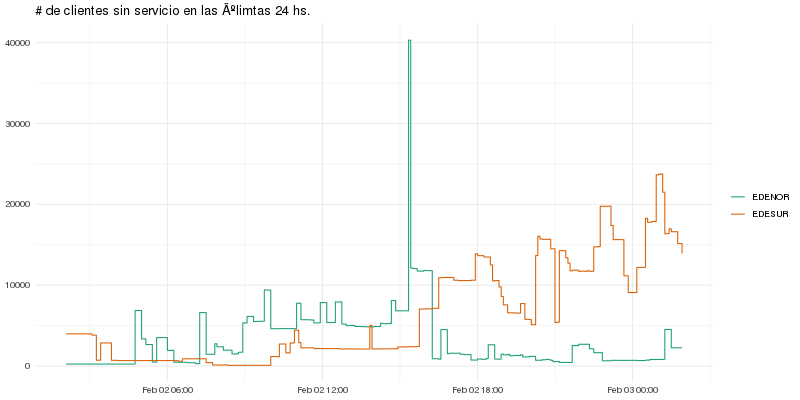 # de clientes sin servicio en las Ãºlimtas 24 hs.
40000
30000
20000
10000
0
EDENOR
EDESUR
Feb 02 06:00
Feb 02 12:00
Feb 02 18:00
Feb 03 00:00